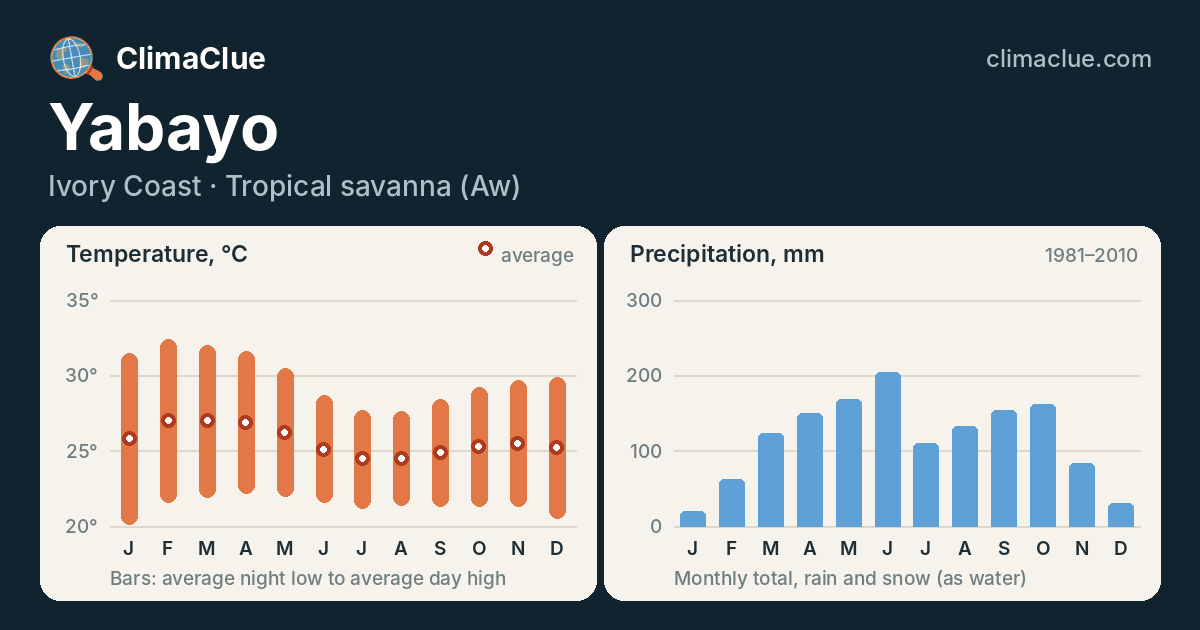 ClimaClue
climaclue.com
Yabayo
Ivory Coast · Tropical savanna (Aw)
Temperature, °C
average
35°
30°
25°
20°
J F M A M J J A S O N D
Bars: average night low to average day high
Precipitation, mm
1981–2010
300
200
100
0
J F M A M J J A S O N D
Monthly total, rain and snow (as water)